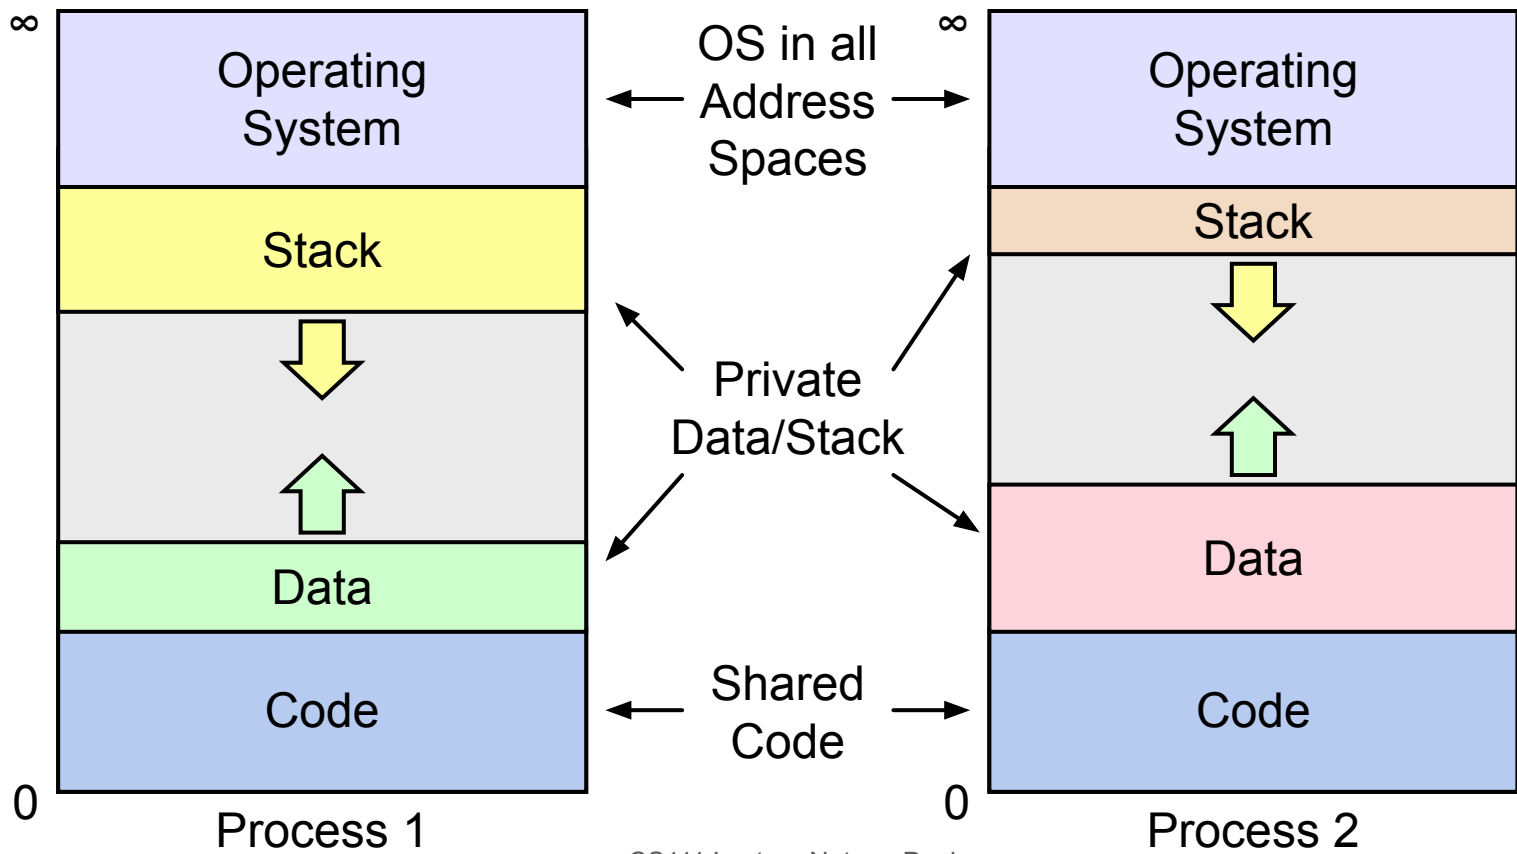 ∞
Operating
System
Stack
Data
Code
0
Process 1
OS in all
Address
Spaces
Private
Data/Stack
Shared
Code
∞
Operating
System
Stack
Data
Code
0
Process 2